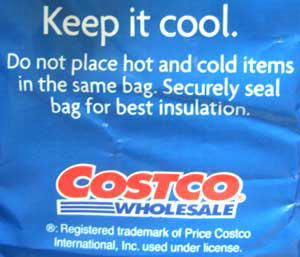 Keep it cool.
Do not place hot and cold items
in the same bag. Securely seal
bag for best insulation.
COSTCO®
WHOLESALE
®: Registered trademark of Price Costco
International, Inc. used under license.